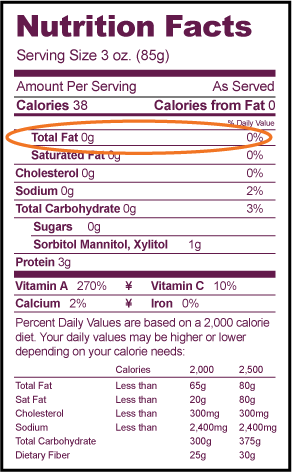 Nutrition Facts
Serving Size 3 oz. (85g)
Amount Per Serving As Served
Calories 38 Calories from Fat 0
% Daily Value
Total Fat 0g 0%
Saturated Fat 0g 0%
Cholesterol 0g 0%
Sodium 0g 2%
Total Carbohydrate 0g 3%
Sugars 0g
Sorbitol Mannitol, Xylitol 1g
Protein 3g
Vitamin A 270% ¥ Vitamin C 10%
Calcium 2% ¥ Iron 0%
Percent Daily Values are based on a 2,000 calorie
diet. Your daily values may be higher or lower
depending on your calorie needs:
Calories 2,000 2,500
Total Fat Less than 65g 80g
Sat Fat Less than 20g 80g
Cholesterol Less than 300mg 300mg
Sodium Less than 2,400mg 2,400mg
Total Carbohydrate 300g 375g
Dietary Fiber 25g 30g